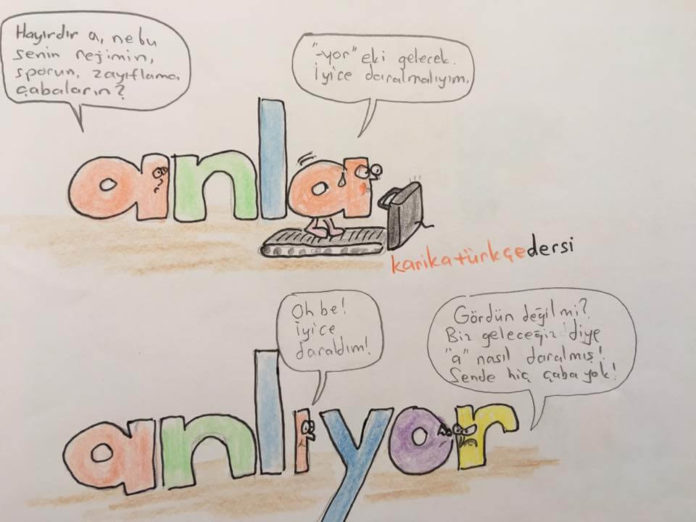 Hayırdır a, ne bu
senin rejimin,
sporun, zayıflama
çabaların?
"-yor" eki gelecek.
İyice daralmalıyım.
anla
karikatürkçedersi
Oh be!
iyice
daraldım!
Gördün değil mi?
Biz geleceğiz diye
"a" nasıl daralmış!
Sende hiç çaba yok!
anlıyor